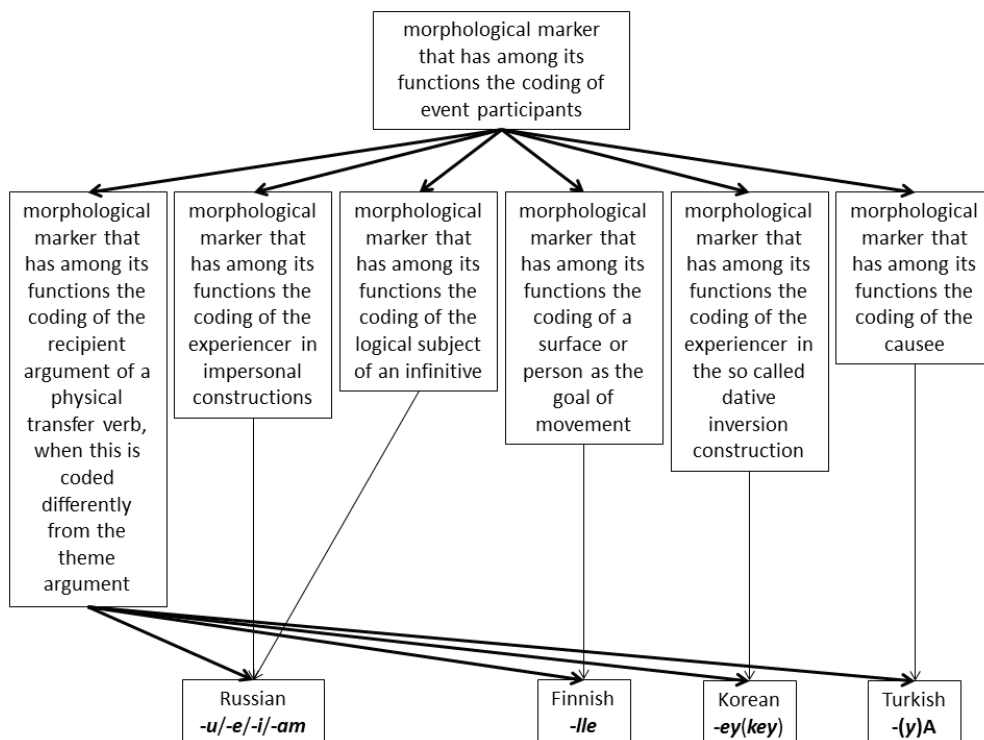 morphological marker
that has among its
functions the coding of
event participants
morphological
marker that
has among its
functions the
coding of the
recipient
argument of a
physical
transfer verb,
when this is
coded
differently
from the
theme
argument
morphological
marker that
has among its
functions the
coding of the
experiencer in
impersonal
constructions
morphological
marker that
has among its
functions the
coding of the
logical subject
of an infinitive
morphological
marker that
has among its
functions the
coding of a
surface or
person as the
goal of
movement
morphological
marker that
has among its
functions the
coding of the
experiencer in
the so called
dative
inversion
construction
morphological
marker that
has among its
functions the
coding of the
causee
Russian
-u/-e/-i/-am
Finnish
-lle
Korean
-ey(key)
Turkish
-(y)A